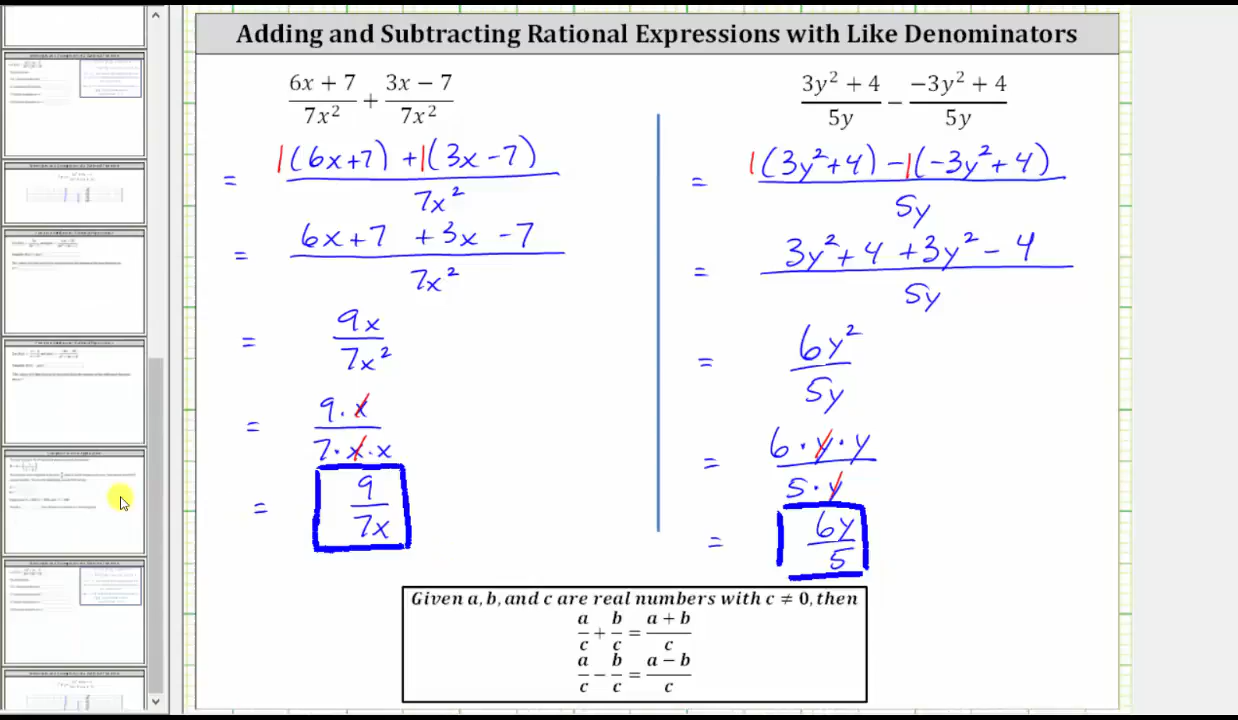 Adding and Subtracting Rational Expressions with Like Denominators
6x + 7 / 7x² + 3x − 7 / 7x²
= 1(6x+7) +1(3x −7) / 7x²
= 6x+7 +3x −7 / 7x²
= 9x / 7x²
= 9·x / 7·x·x
= 9 / 7x
3y² + 4 / 5y − −3y² + 4 / 5y
= 1(3y²+4) −1(−3y²+4) / 5y
= 3y²+4 +3y² − 4 / 5y
= 6y² / 5y
= 6·y·y / 5·y
= 6y / 5
Given a, b, and c are real numbers with c ≠ 0, then
a/c + b/c = a + b / c
a/c − b/c = a − b / c